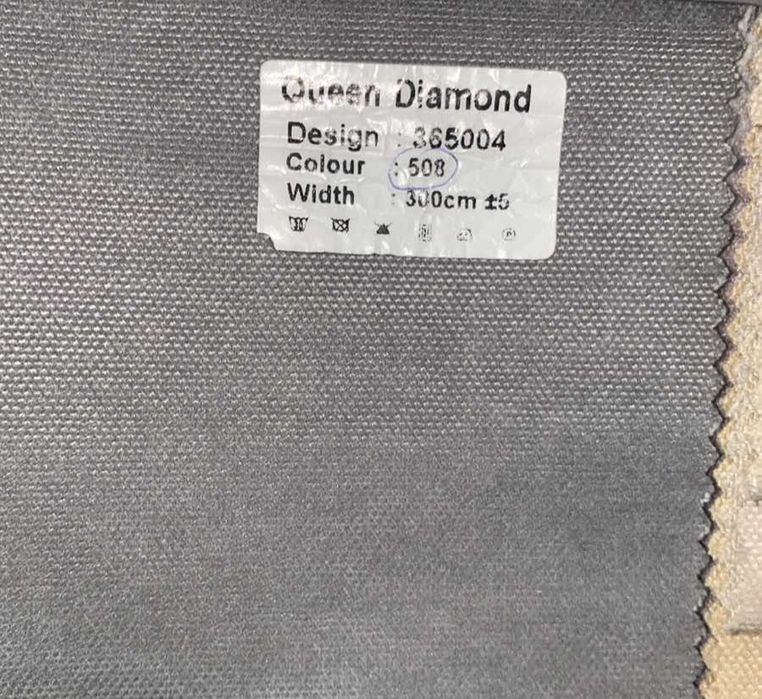 Queen Diamond
Design : 365004
Colour : 508
Width : 300cm ±5